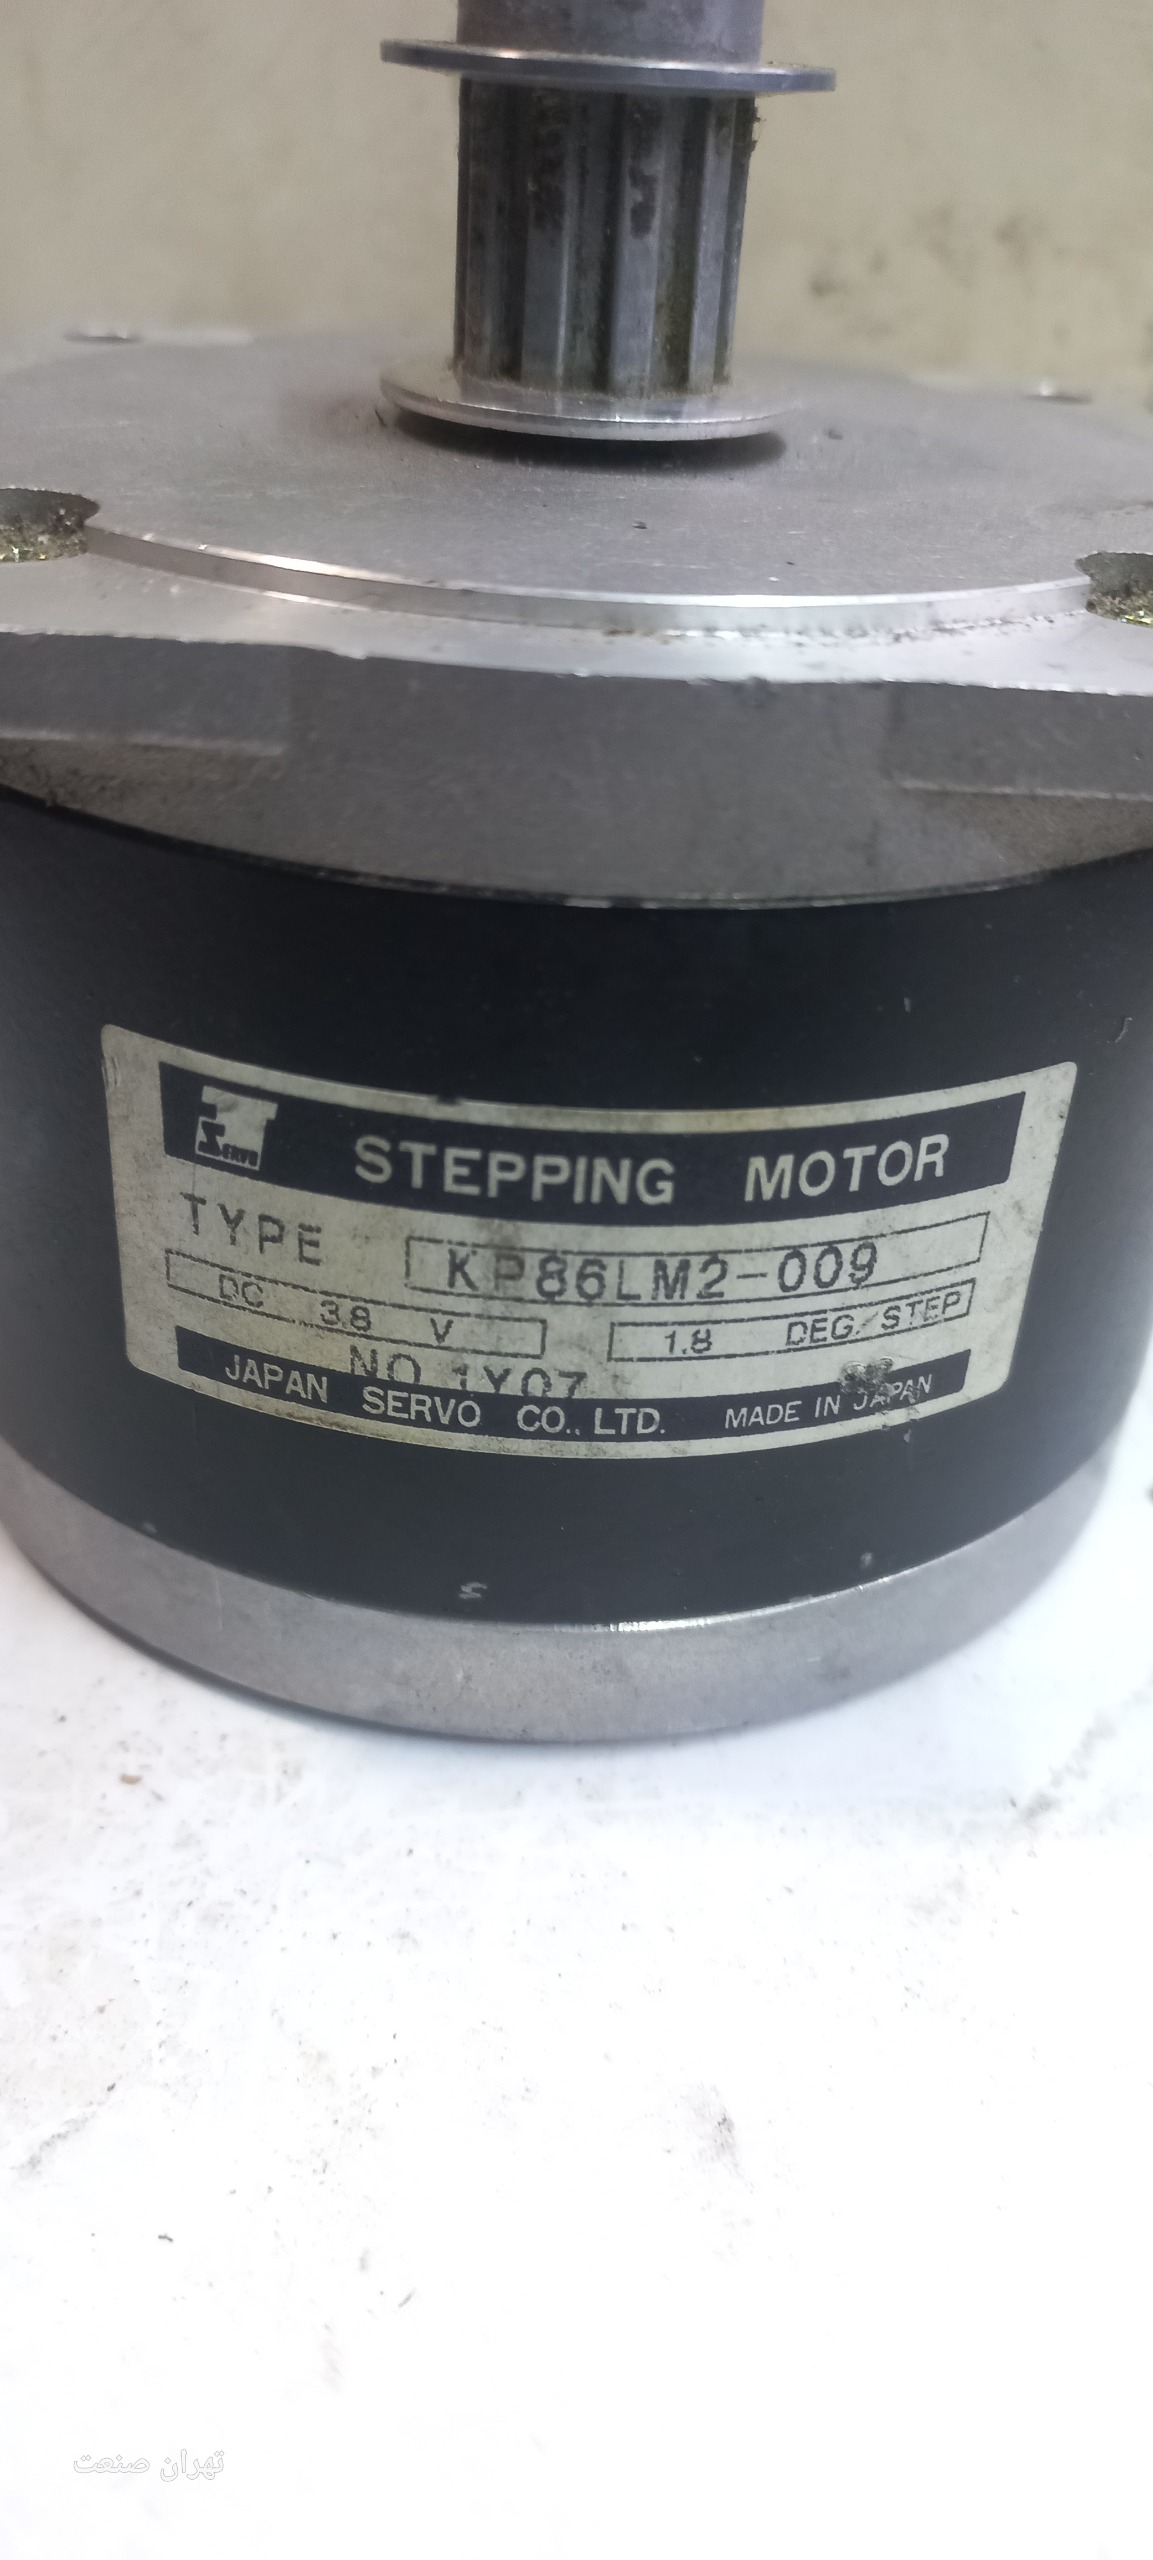 SERVO STEPPING MOTOR
TYPE KP86LM2-009
DC 3.8 V 1.8 DEG/STEP
NO 1Y07
JAPAN SERVO CO., LTD. MADE IN JAPAN
تهران صنعت